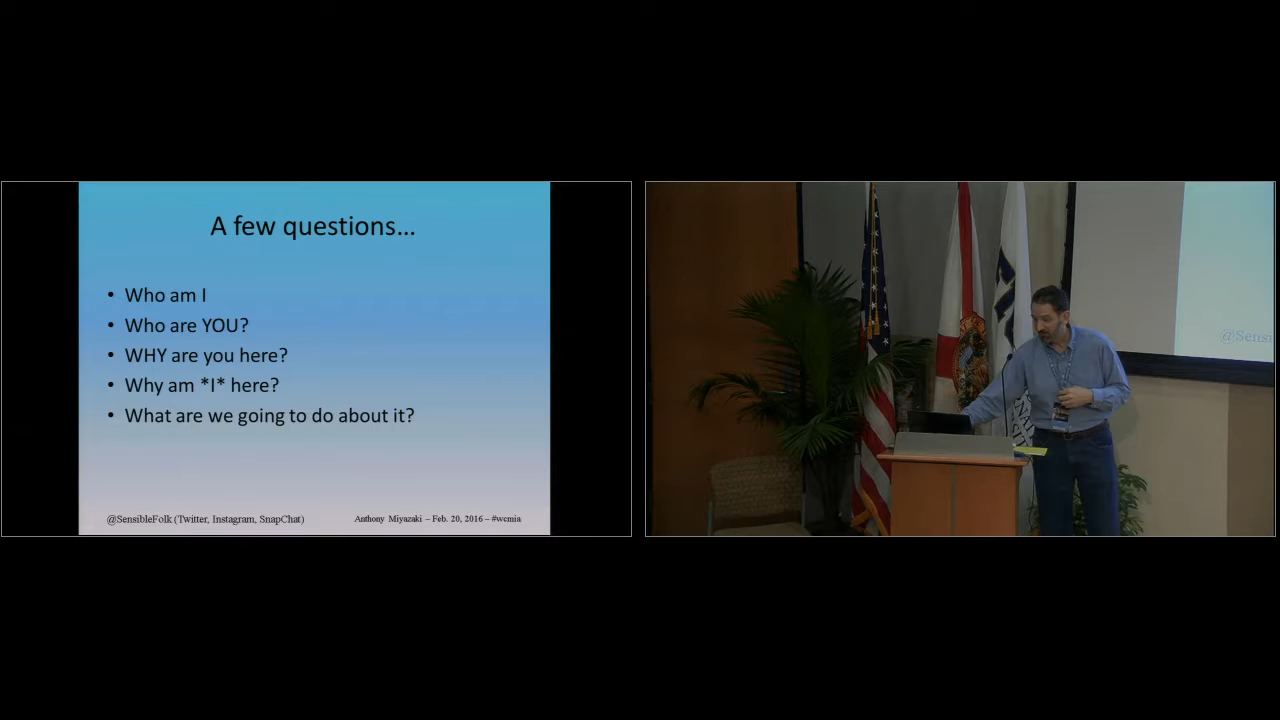 A few questions...
• Who am I
• Who are YOU?
• WHY are you here?
• Why am *I* here?
• What are we going to do about it?
@SensibleFolk (Twitter, Instagram, SnapChat)
Anthony Miyazaki – Feb. 20, 2016 – #wcmia
@Sensi